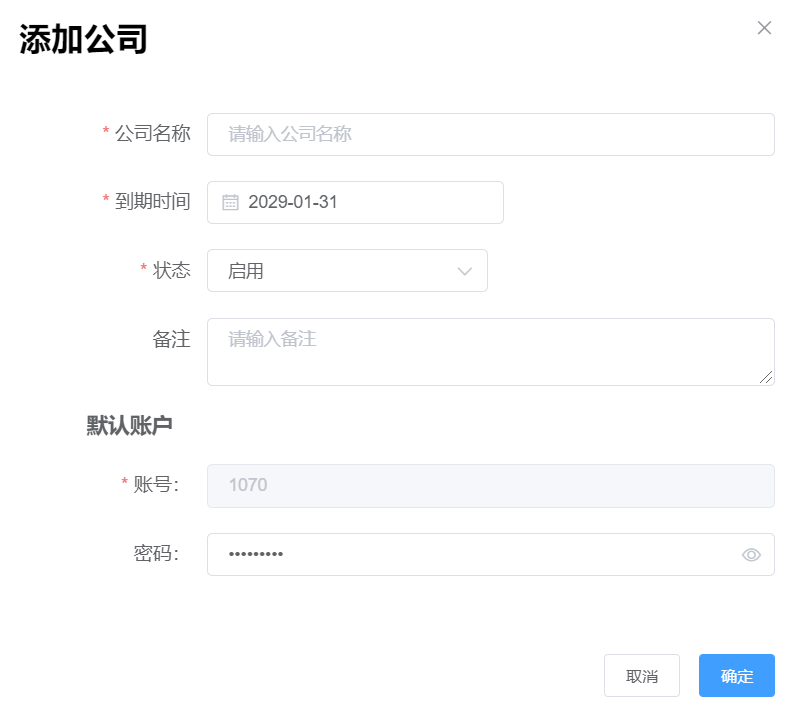 添加公司
* 公司名称 请输入公司名称
* 到期时间 2029-01-31
* 状态 启用
备注 请输入备注
默认账户
* 账号： 1070
密码： •••••••••
取消 确定